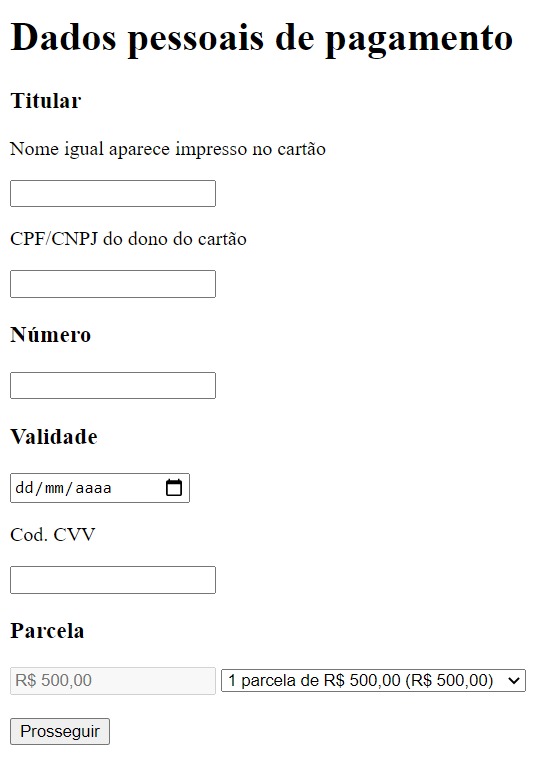 Dados pessoais de pagamento
Titular
Nome igual aparece impresso no cartão
CPF/CNPJ do dono do cartão
Número
Validade
dd/mm/aaaa
Cod. CVV
Parcela
R$ 500,00 1 parcela de R$ 500,00 (R$ 500,00)
Prosseguir